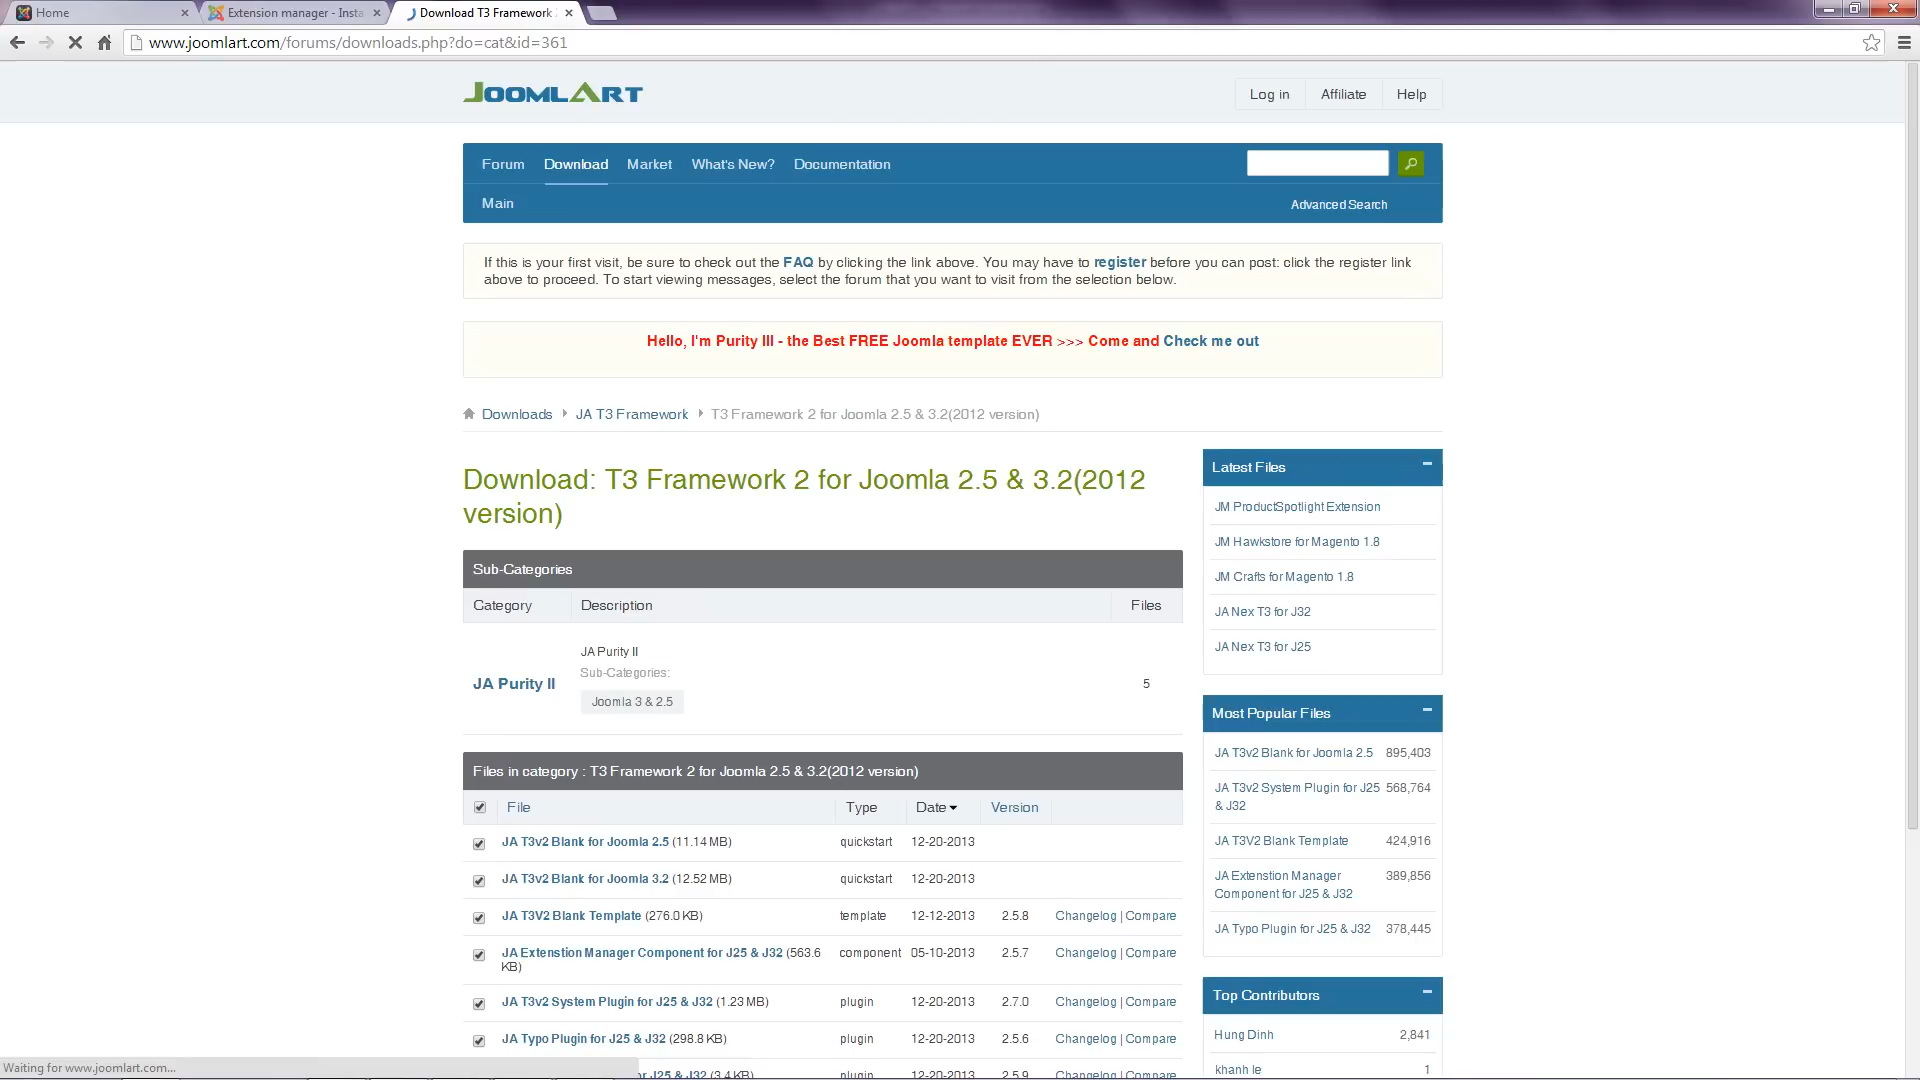 Home
Extension manager - Insta
Download T3 Framework
www.joomlart.com/forums/downloads.php?do=cat&id=361
JOOMLART
Log in
Affiliate
Help
Forum
Download
Market
What's New?
Documentation
Main
Advanced Search
If this is your first visit, be sure to check out the FAQ by clicking the link above. You may have to register before you can post: click the register link
above to proceed. To start viewing messages, select the forum that you want to visit from the selection below.
Hello, I'm Purity III - the Best FREE Joomla template EVER >>> Come and Check me out
Downloads
JA T3 Framework
T3 Framework 2 for Joomla 2.5 & 3.2(2012 version)
Download: T3 Framework 2 for Joomla 2.5 & 3.2(2012
version)
Sub-Categories
Category Description Files
JA Purity II
Sub-Categories:
JA Purity II
5
Joomla 3 & 2.5
Files in category : T3 Framework 2 for Joomla 2.5 & 3.2(2012 version)
File Type Date Version
JA T3v2 Blank for Joomla 2.5 (11.14 MB) quickstart 12-20-2013
JA T3v2 Blank for Joomla 3.2 (12.52 MB) quickstart 12-20-2013
JA T3V2 Blank Template (276.0 KB) template 12-12-2013 2.5.8 Changelog | Compare
JA Extenstion Manager Component for J25 & J32 (563.6 component 05-10-2013 2.5.7 Changelog | Compare
KB)
JA T3v2 System Plugin for J25 & J32 (1.23 MB) plugin 12-20-2013 2.7.0 Changelog | Compare
JA Typo Plugin for J25 & J32 (298.8 KB) plugin 12-20-2013 2.5.6 Changelog | Compare
r J25 & J32 (3.4 KB) plugin 12-20-2013 2.5.9 Changelog | Compare
Latest Files
JM ProductSpotlight Extension
JM Hawkstore for Magento 1.8
JM Crafts for Magento 1.8
JA Nex T3 for J32
JA Nex T3 for J25
Most Popular Files
JA T3v2 Blank for Joomla 2.5 895,403
JA T3v2 System Plugin for J25 568,764
& J32
JA T3V2 Blank Template 424,916
JA Extenstion Manager 389,856
Component for J25 & J32
JA Typo Plugin for J25 & J32 378,445
Top Contributors
Hung Dinh 2,841
khanh le 1
Waiting for www.joomlart.com...